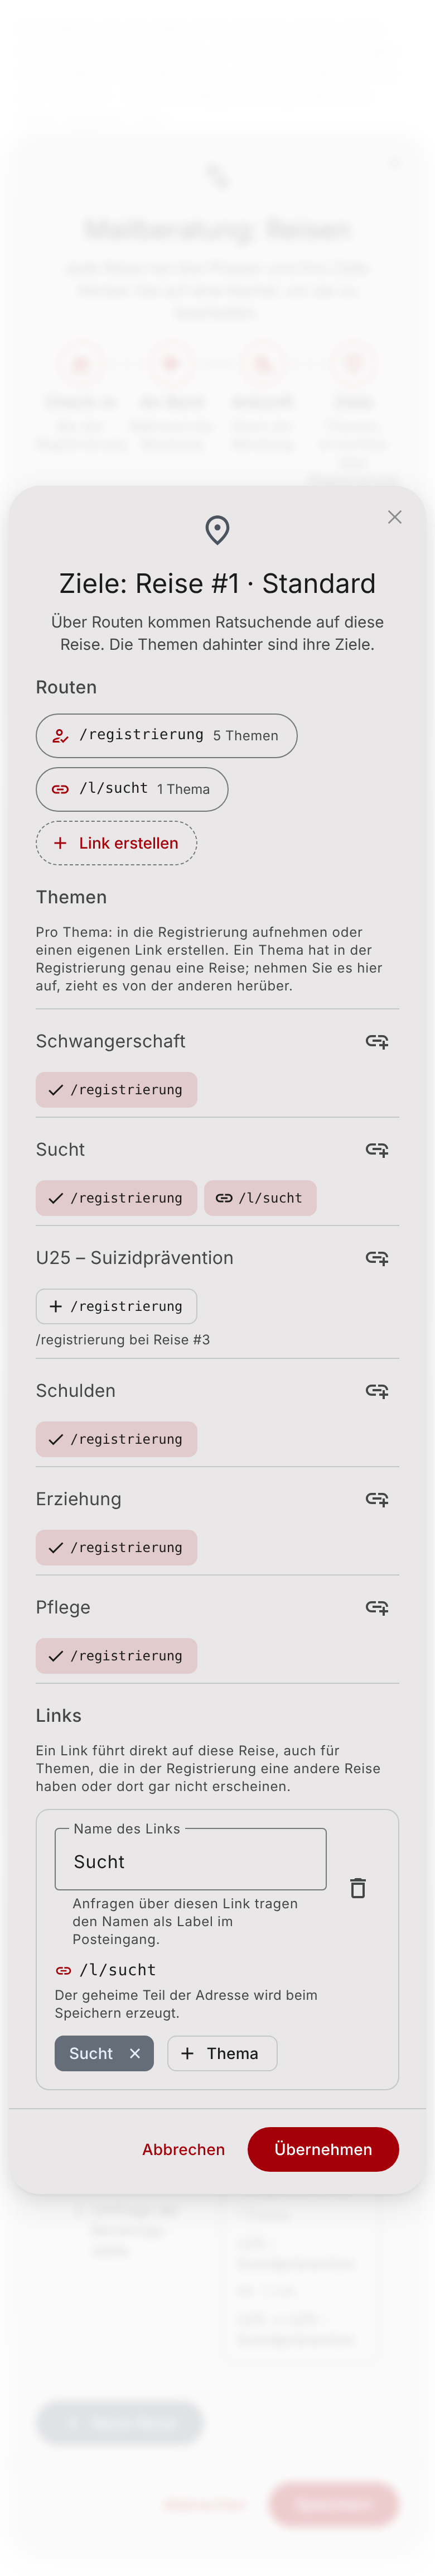 Mailberatung: Reisen
Ziele: Reise #1 · Standard
Über Routen kommen Ratsuchende auf diese
Reise. Die Themen dahinter sind ihre Ziele.
Routen
/registrierung 5 Themen
/l/sucht 1 Thema
Link erstellen
Themen
Pro Thema: in die Registrierung aufnehmen oder
einen eigenen Link erstellen. Ein Thema hat in der
Registrierung genau eine Reise; nehmen Sie es hier
auf, zieht es von der anderen herüber.
Schwangerschaft
/registrierung
Sucht
/registrierung /l/sucht
U25 – Suizidprävention
/registrierung
/registrierung bei Reise #3
Schulden
/registrierung
Erziehung
/registrierung
Pflege
/registrierung
Links
Ein Link führt direkt auf diese Reise, auch für
Themen, die in der Registrierung eine andere Reise
haben oder dort gar nicht erscheinen.
Name des Links
Sucht
Anfragen über diesen Link tragen
den Namen als Label im
Posteingang.
/l/sucht
Der geheime Teil der Adresse wird beim
Speichern erzeugt.
Sucht × + Thema
Abbrechen Übernehmen